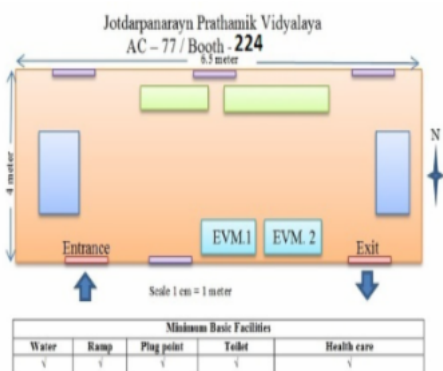 Jotdarpanarayn Prathamik Vidyalaya
AC – 77 / Booth - 224
6.5 meter
4 meter
N
EVM.1 EVM. 2
Entrance Exit
Scale 1 cm = 1 meter
Minimum Basic Facilities
Water Ramp Plug point Toilet Health care
√ √ √ √ √